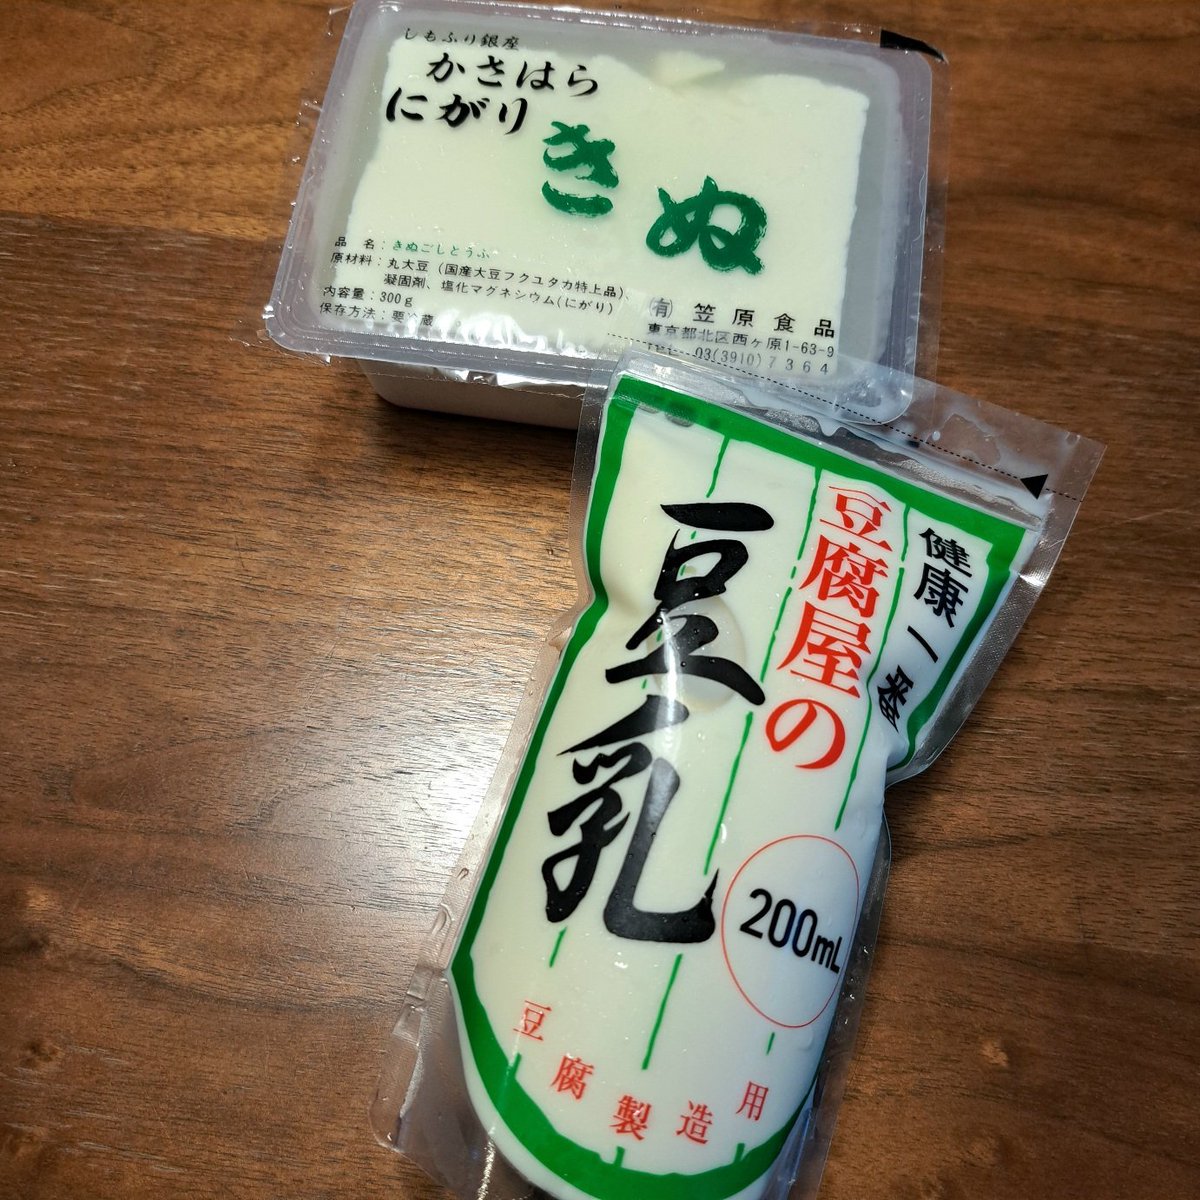 しもふり銀座
かさはら
にがり
きぬ
品 名：きぬごしとうふ
原材料：丸大豆（国産大豆フクユタカ特上品）、
凝固剤、塩化マグネシウム(にがり)
内容量：300g
保存方法：要冷蔵
㈲ 笠原食品
東京都北区西ヶ原1-63-9
TEL 03(3910)7364
健康一番
豆腐屋の
豆乳
200mL
豆腐製造用